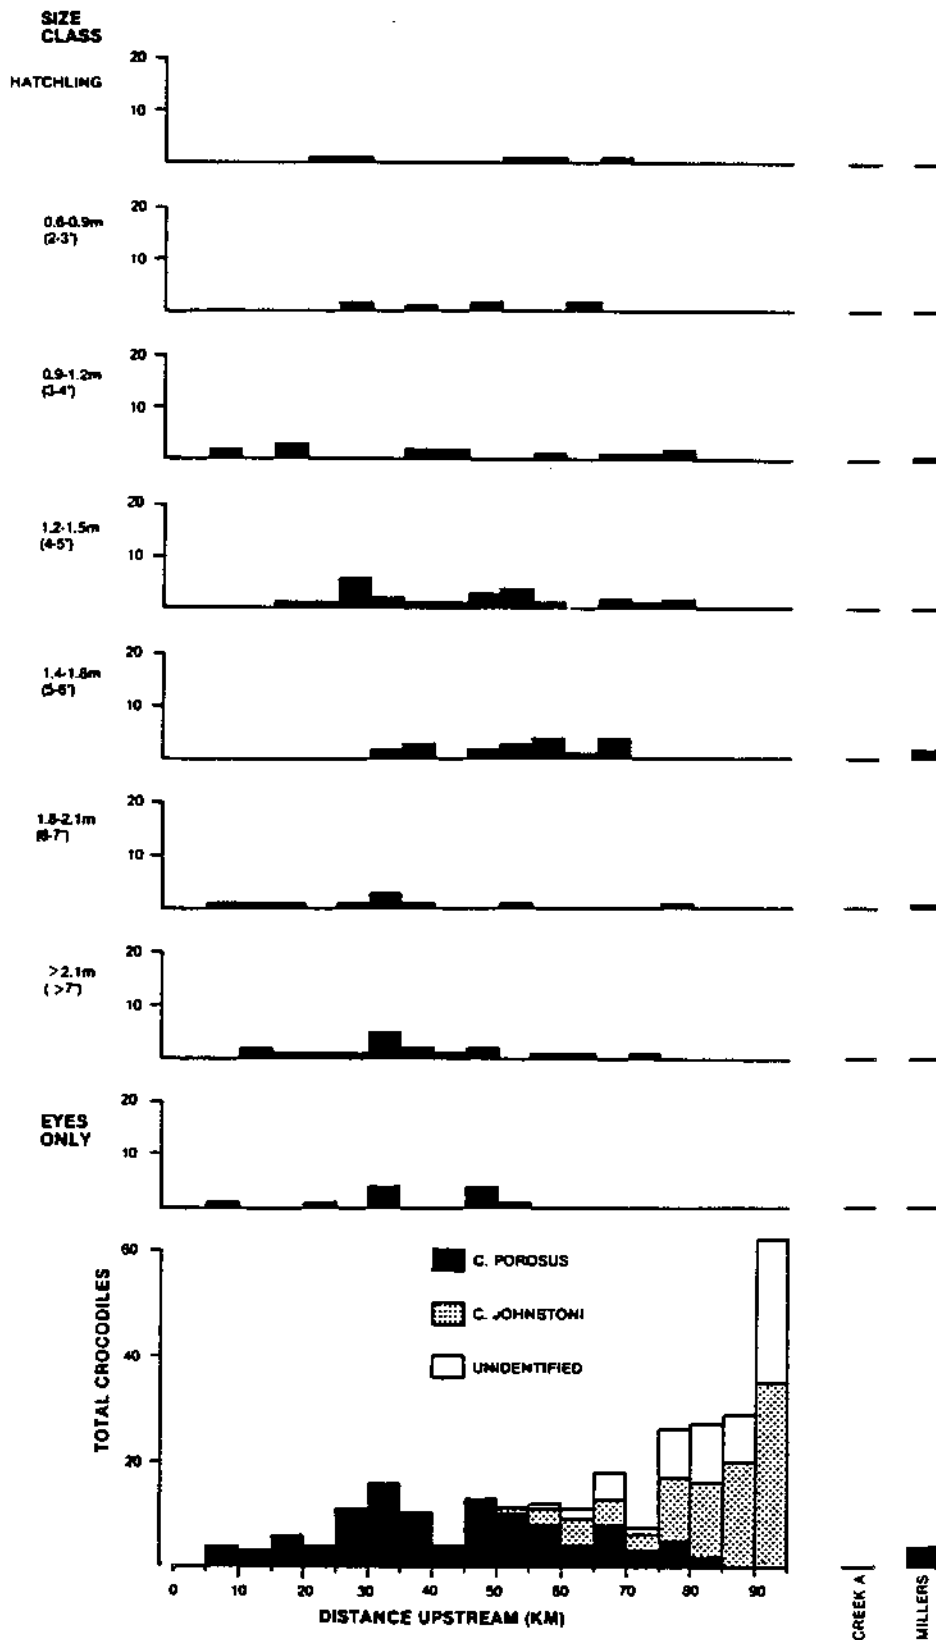 SIZE
CLASS
HATCHLING
20
10
0.6-0.9m
(2-3')
20
10
0.9-1.2m
(3-4')
20
10
1.2-1.5m
(4-5')
20
10
1.4-1.8m
(5-6')
20
10
1.8-2.1m
(6-7')
20
10
>2.1m
( >7')
20
10
EYES
ONLY
20
10
TOTAL CROCODILES
60
40
20
C. POROSUS
C. JOHNSTONI
UNIDENTIFIED
0 10 20 30 40 50 60 70 80 90
DISTANCE UPSTREAM (KM)
CREEK A
MILLERS